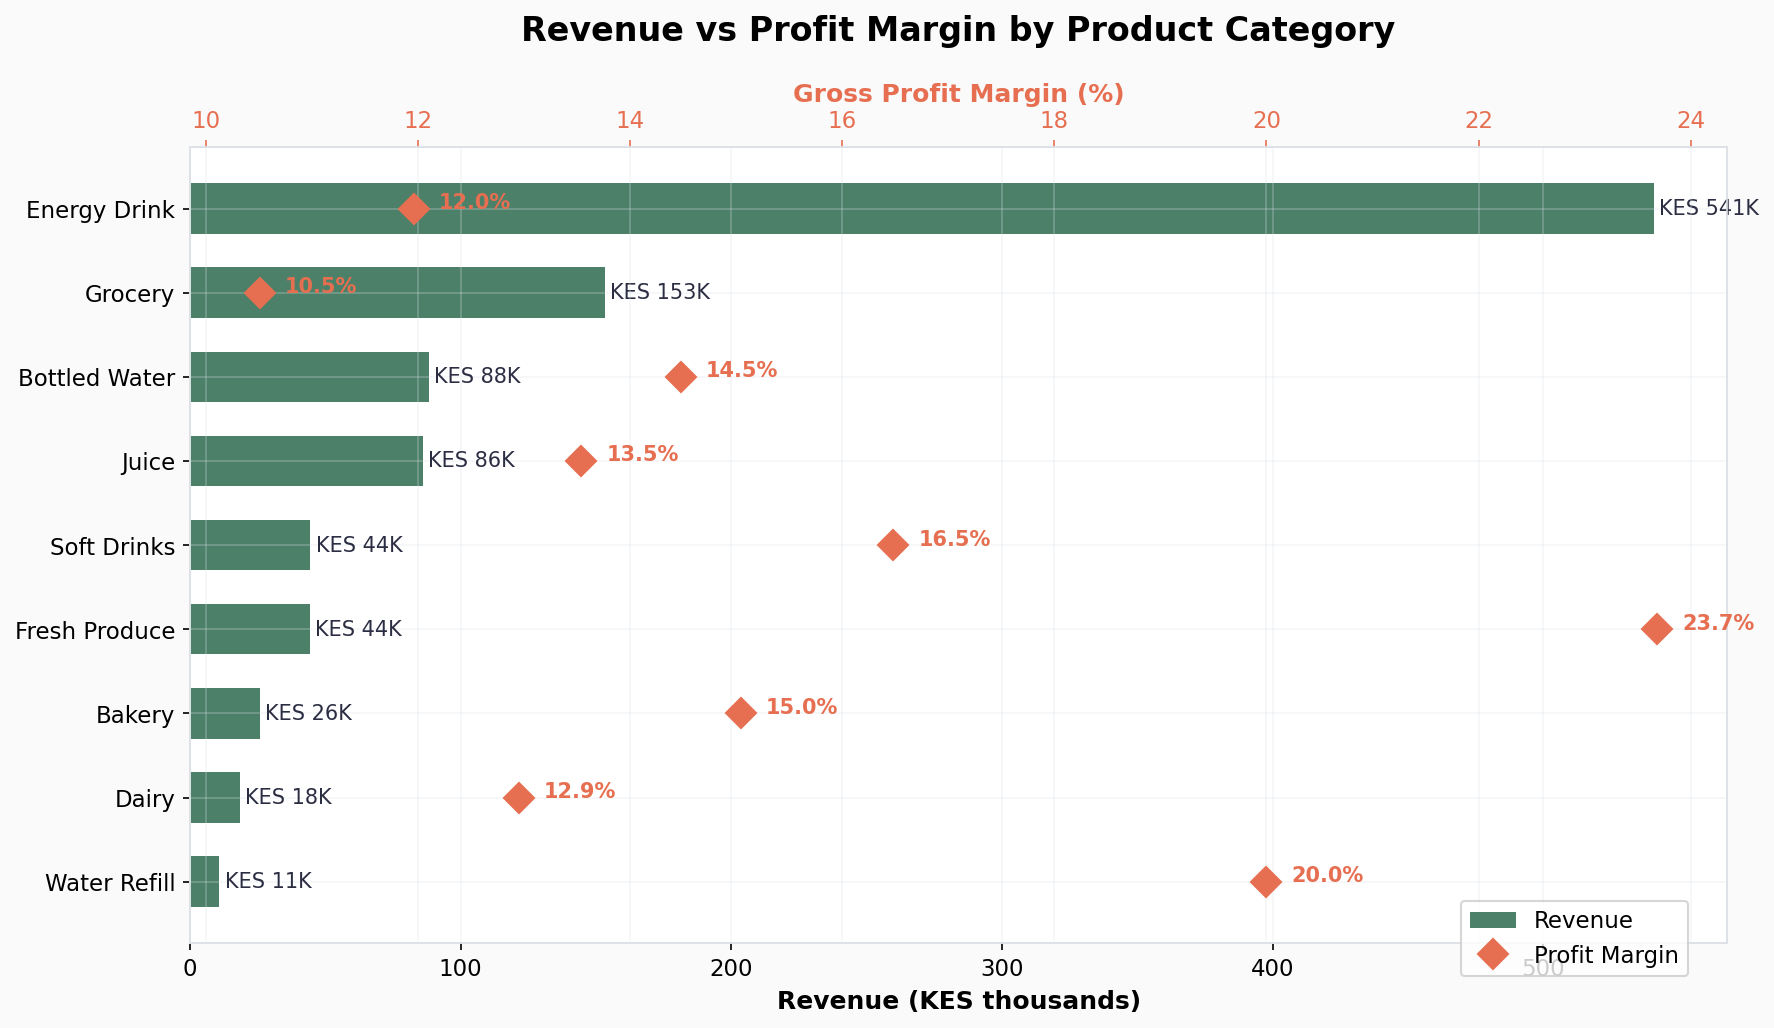 Revenue vs Profit Margin by Product Category
Gross Profit Margin (%)
10 12 14 16 18 20 22 24
Energy Drink 12.0% KES 541K
Grocery 10.5% KES 153K
Bottled Water KES 88K 14.5%
Juice KES 86K 13.5%
Soft Drinks KES 44K 16.5%
Fresh Produce KES 44K 23.7%
Bakery KES 26K 15.0%
Dairy KES 18K 12.9%
Water Refill KES 11K 20.0%
Revenue
Profit Margin
0 100 200 300 400 500
Revenue (KES thousands)